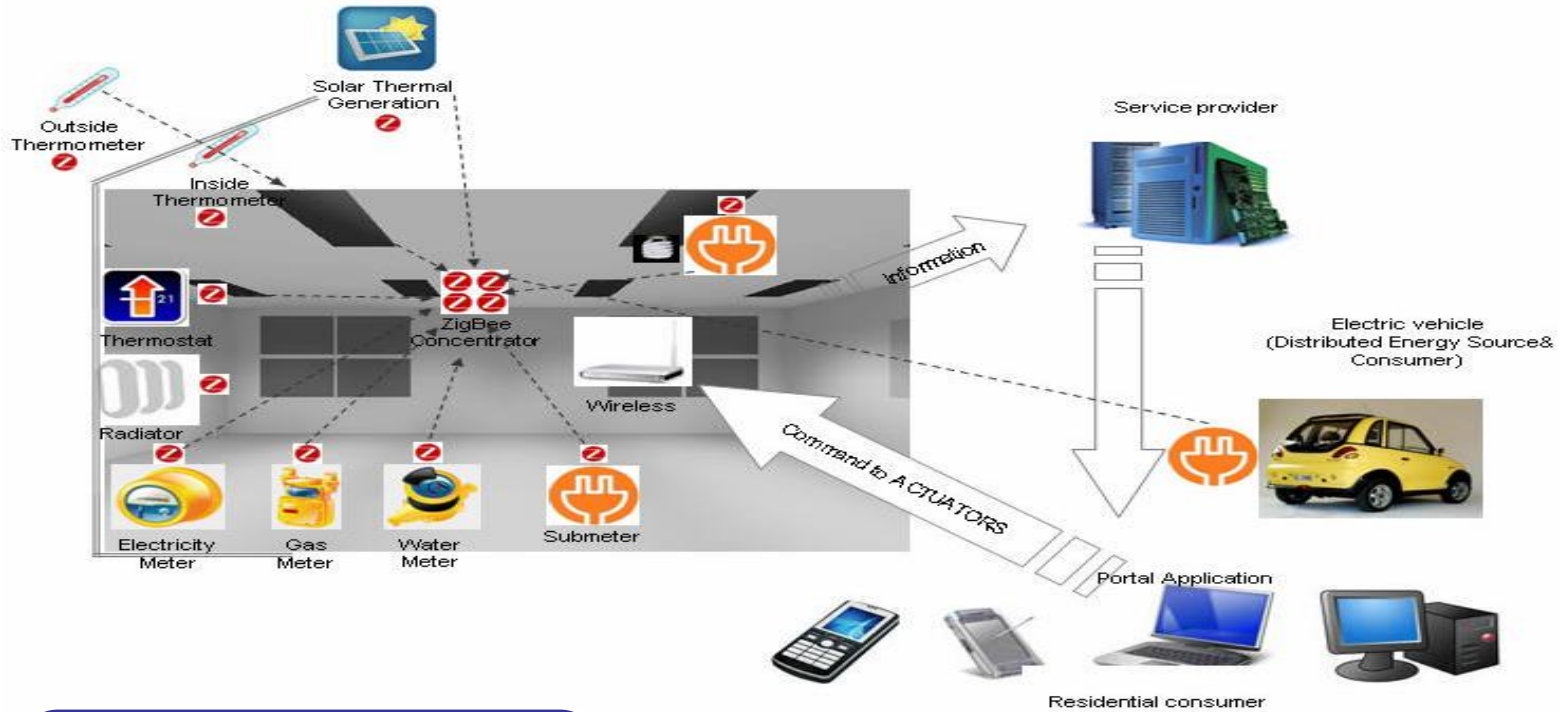 Solar Thermal
Generation
Outside
Thermometer
Inside
Thermometer
Service provider
Information
21
Thermostat
ZigBee
Concentrator
Electric vehicle
(Distributed Energy Source&
Consumer)
Wireless
Radiator
Command to ACTUATORS
Submeter
Electricity
Meter
Gas
Meter
Water
Meter
Portal Application
Residential consumer